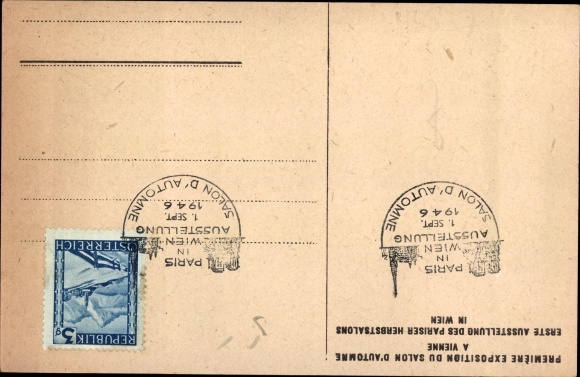 PREMIÈRE EXPOSITION DU SALON D'AUTOMNE
A VIENNE
ERSTE AUSSTELLUNG DES PARISER HERBSTSALONS
IN WIEN
PARIS
IN
WIEN
AUSSTELLUNG
1. SEPT.
1946
SALON D'AUTOMNE
PARIS
IN
WIEN
AUSSTELLUNG
1. SEPT.
1946
SALON D'AUTOMNE
REPUBLIK 5g
ÖSTERREICH